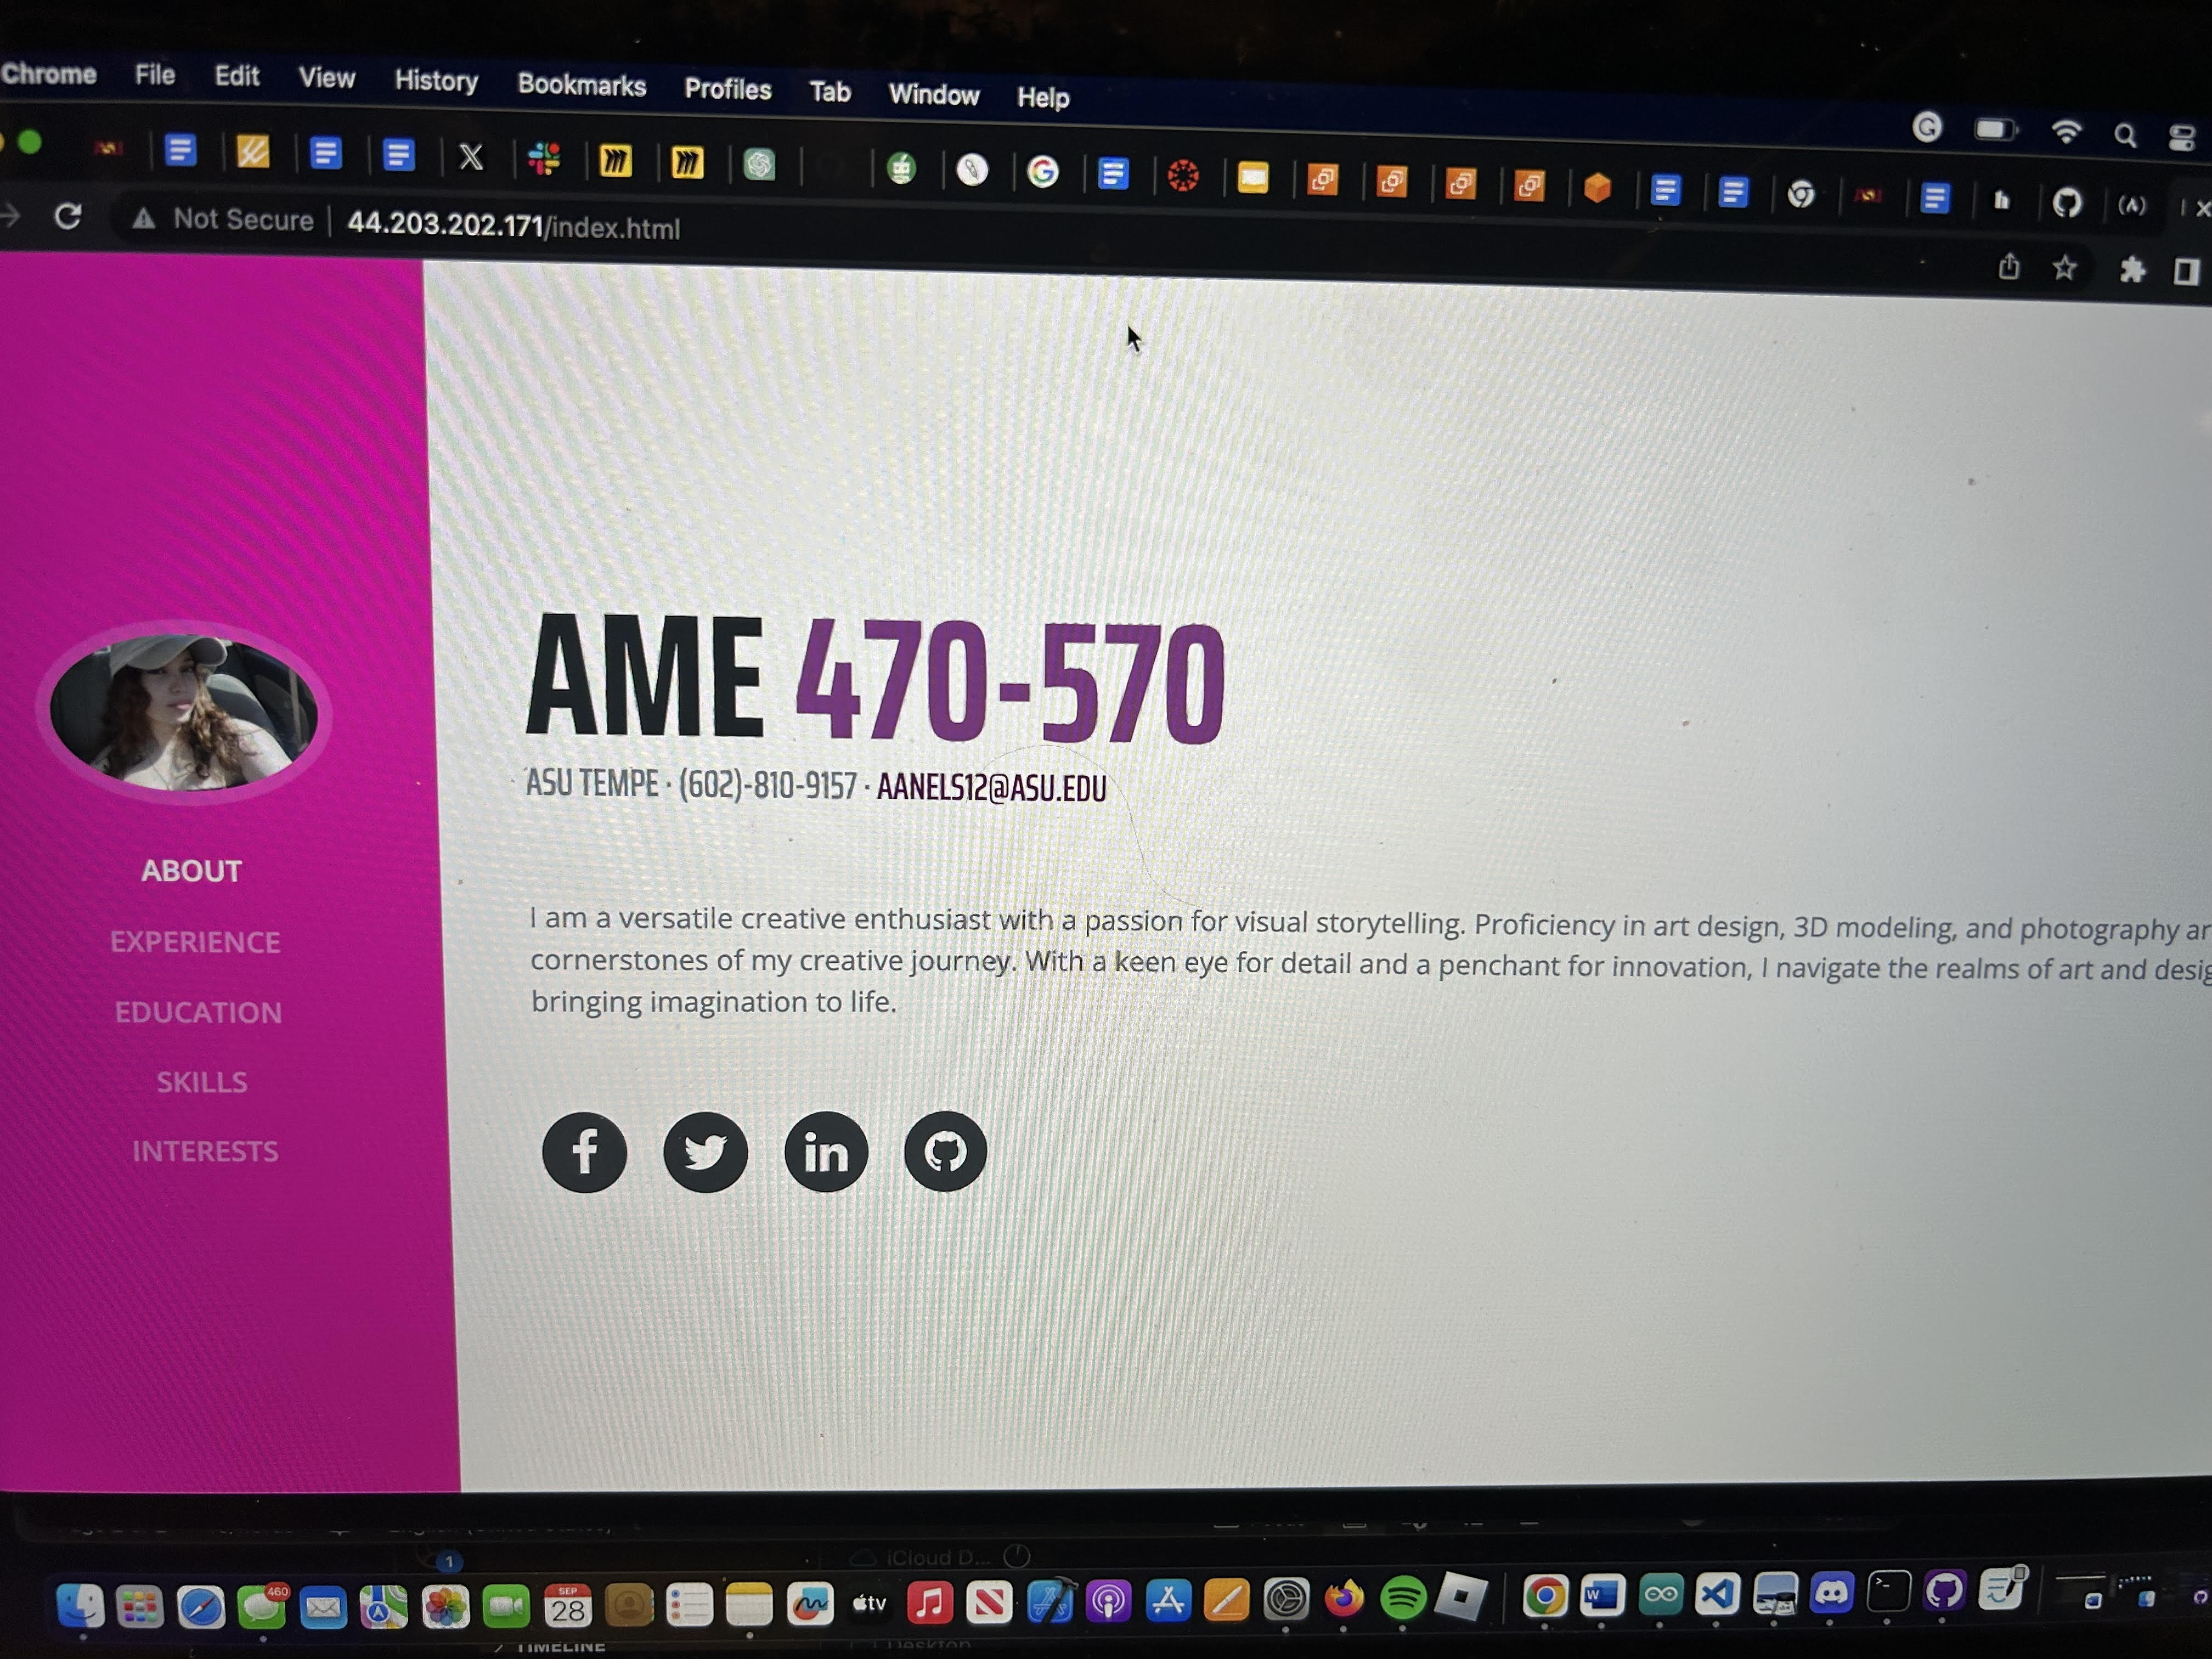 Chrome File Edit View History Bookmarks Profiles Tab Window Help
Not Secure | 44.203.202.171/index.html
AME 470-570
ASU TEMPE · (602)-810-9157 · AANELS12@ASU.EDU
ABOUT
EXPERIENCE
EDUCATION
SKILLS
INTERESTS
I am a versatile creative enthusiast with a passion for visual storytelling. Proficiency in art design, 3D modeling, and photography
cornerstones of my creative journey. With a keen eye for detail and a penchant for innovation, I navigate the realms of art and
bringing imagination to life.
f in
1
iCloud D...
460
SEP
28
tv
W
TIMELINE
Desktop